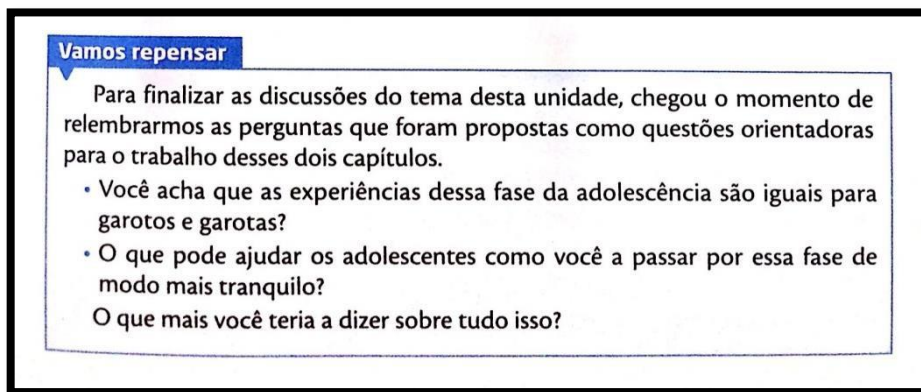 Vamos repensar
Para finalizar as discussões do tema desta unidade, chegou o momento de
relembrarmos as perguntas que foram propostas como questões orientadoras
para o trabalho desses dois capítulos.
• Você acha que as experiências dessa fase da adolescência são iguais para
garotos e garotas?
• O que pode ajudar os adolescentes como você a passar por essa fase de
modo mais tranquilo?
O que mais você teria a dizer sobre tudo isso?